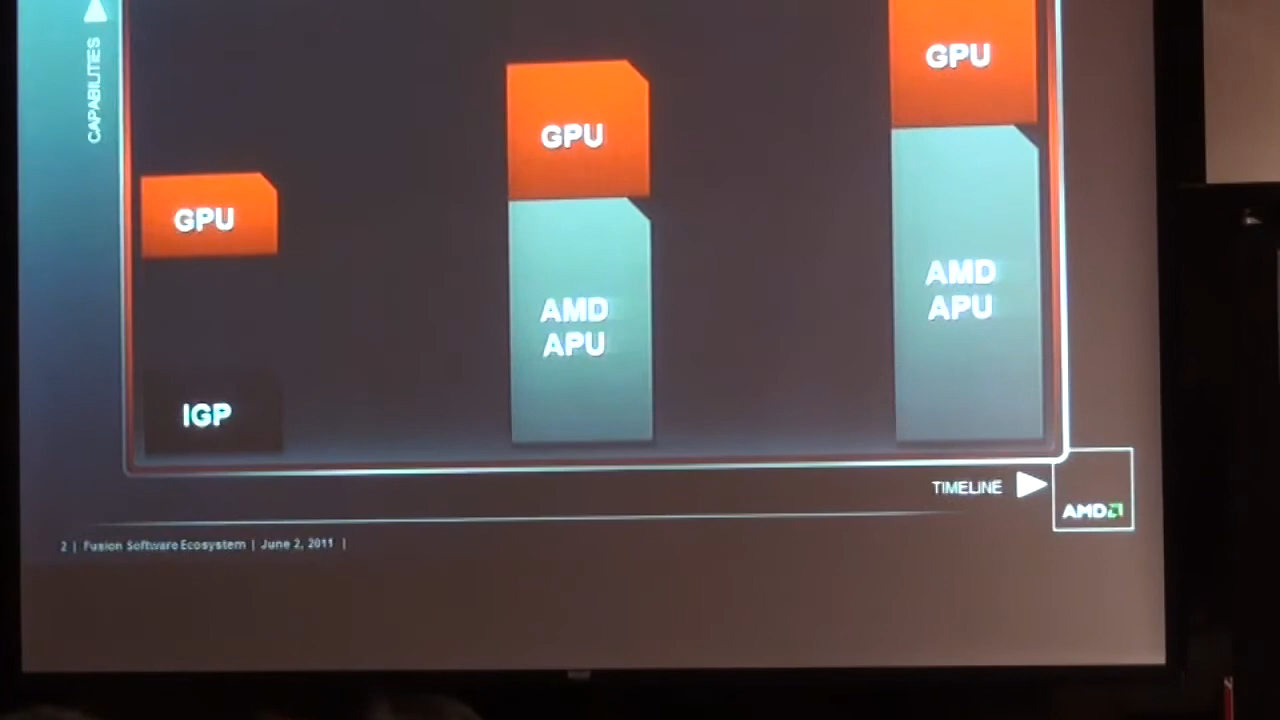 CAPABILITIES
GPU
IGP
GPU
AMD
APU
GPU
AMD
APU
TIMELINE
AMD
2 | Fusion Software Ecosystem | June 2, 2011 |